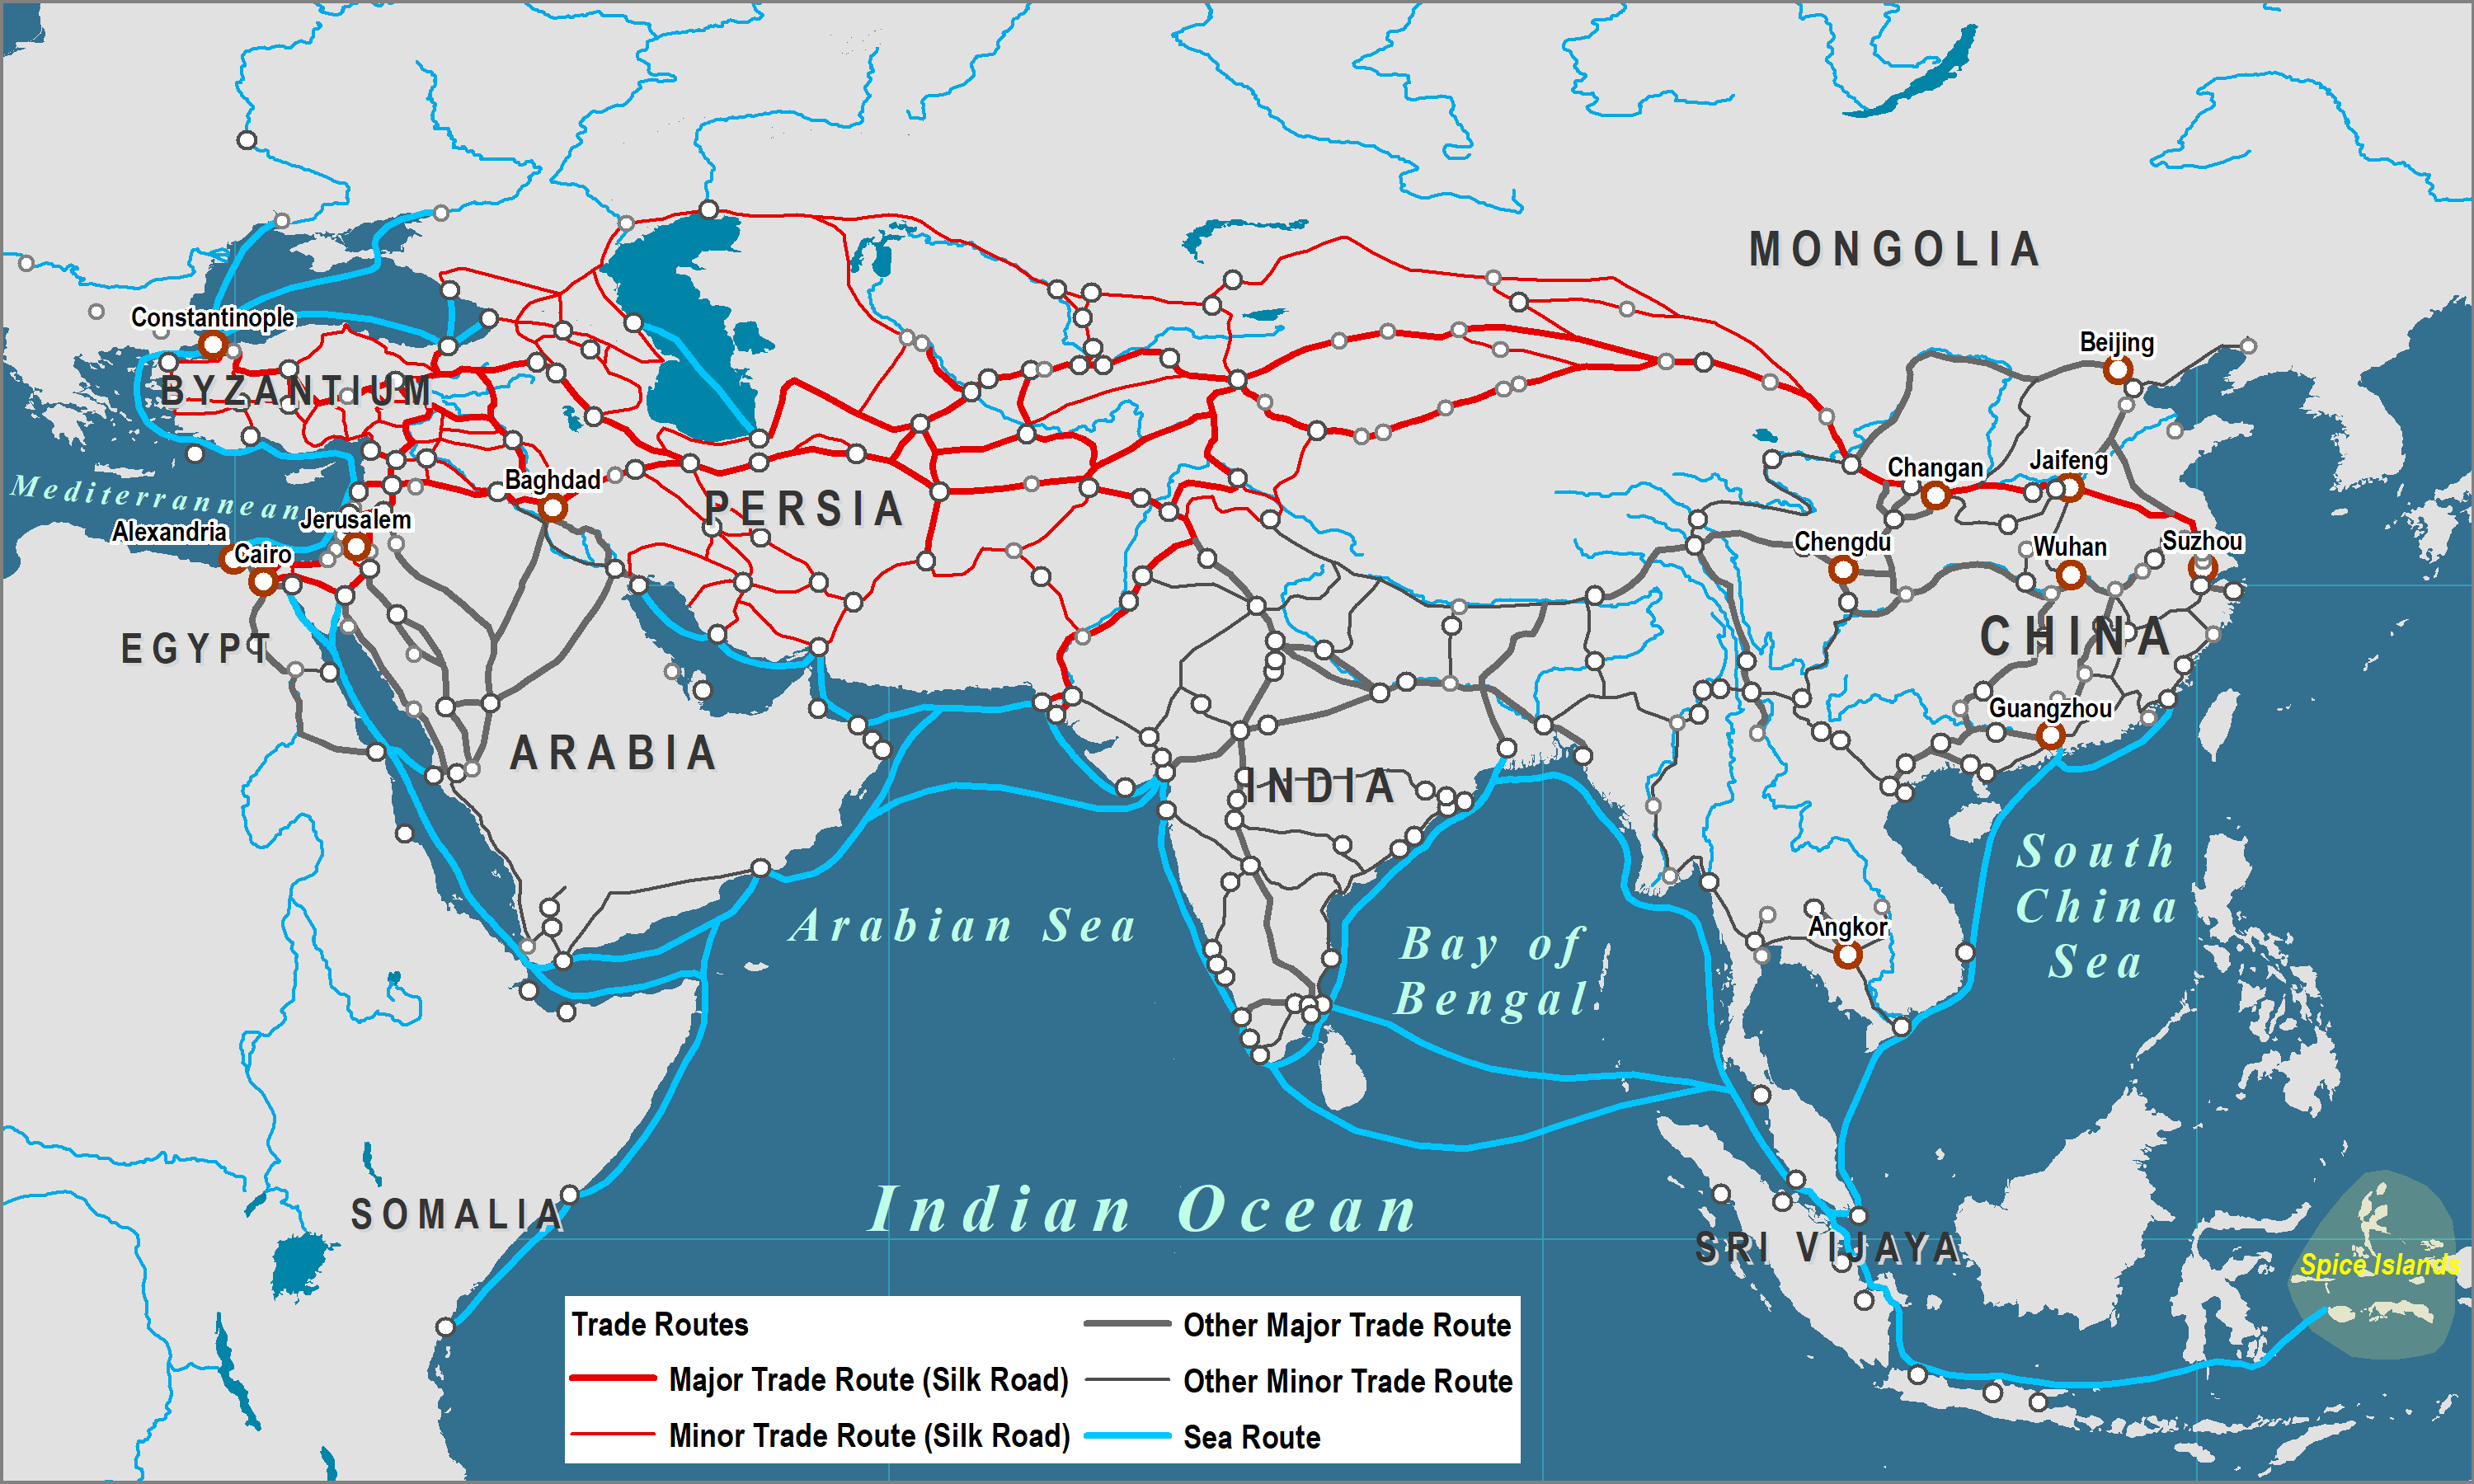 MONGOLIA
Constantinople
Beijing
BYZANTIUM
Mediterrannean
Baghdad
PERSIA
Changan
Jaifeng
Alexandria
Jerusalem
Cairo
Chengdu
Wuhan
Suzhou
EGYPT
CHINA
ARABIA
Guangzhou
INDIA
South
China
Sea
Arabian Sea
Bay of
Bengal
Angkor
Indian Ocean
SOMALIA
SRI VIJAYA
Spice Islands
Trade Routes
Major Trade Route (Silk Road)
Minor Trade Route (Silk Road)
Other Major Trade Route
Other Minor Trade Route
Sea Route